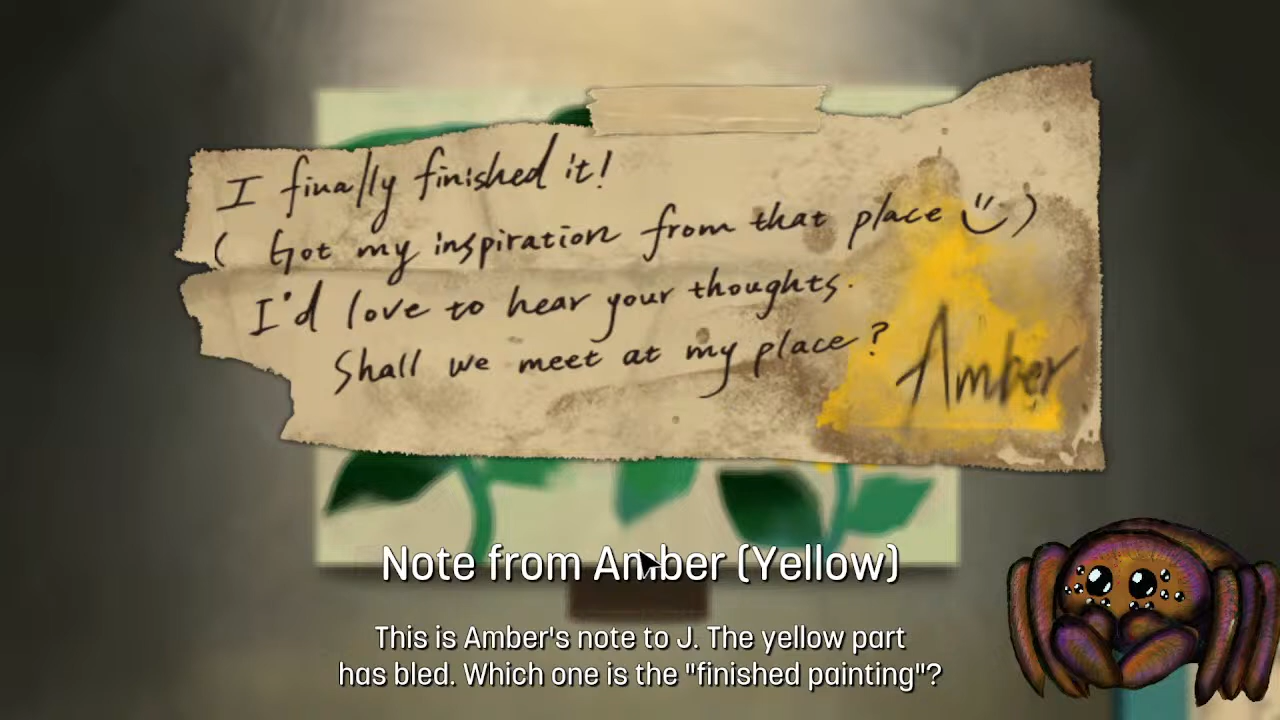 I finally finished it!
( Got my inspiration from that place )
I'd love to hear your thoughts.
Shall we meet at my place?
Amber
Note from Amber (Yellow)
This is Amber's note to J. The yellow part
has bled. Which one is the "finished painting"?